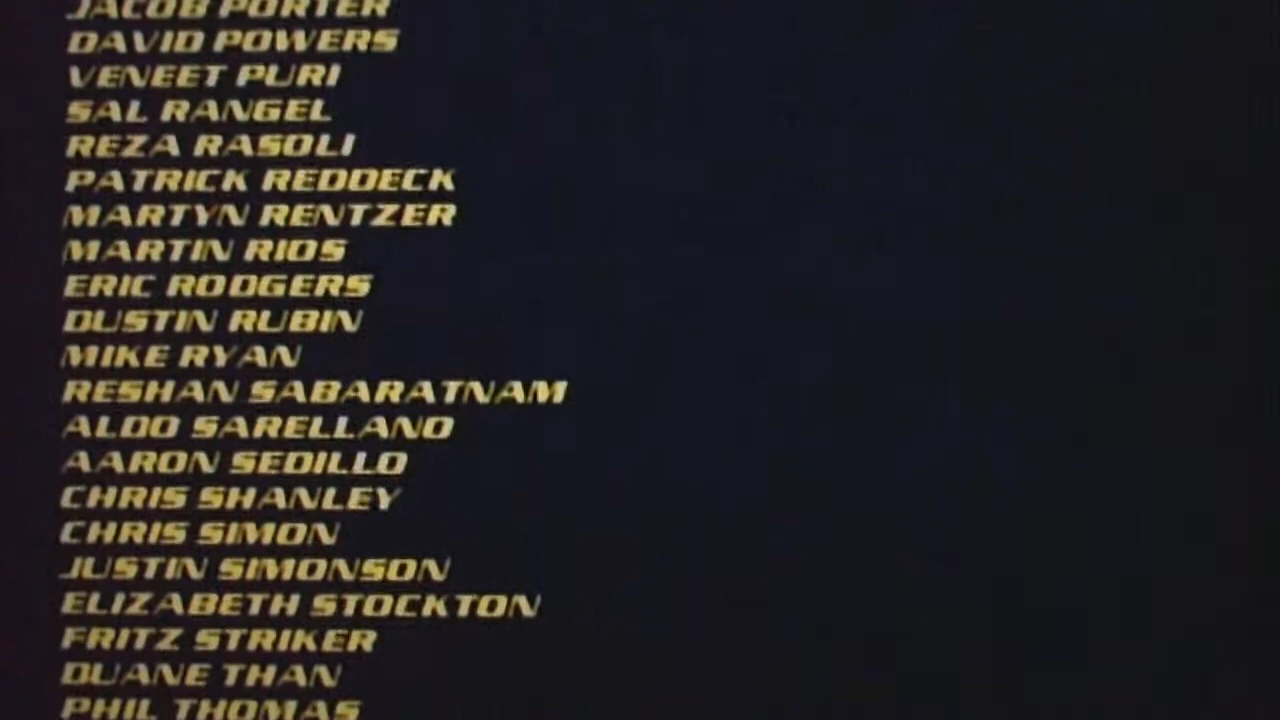 JACOB PORTER
DAVID POWERS
VENEET PURI
SAL RANGEL
REZA RASOLI
PATRICK REDDECK
MARTYN RENTZER
MARTIN RIOS
ERIC RODGERS
DUSTIN RUBIN
MIKE RYAN
RESHAN SABARATNAM
ALDO SARELLANO
AARON SEDILLO
CHRIS SHANLEY
CHRIS SIMON
JUSTIN SIMONSON
ELIZABETH STOCKTON
FRITZ STRIKER
DUANE THAN
PHIL THOMAS